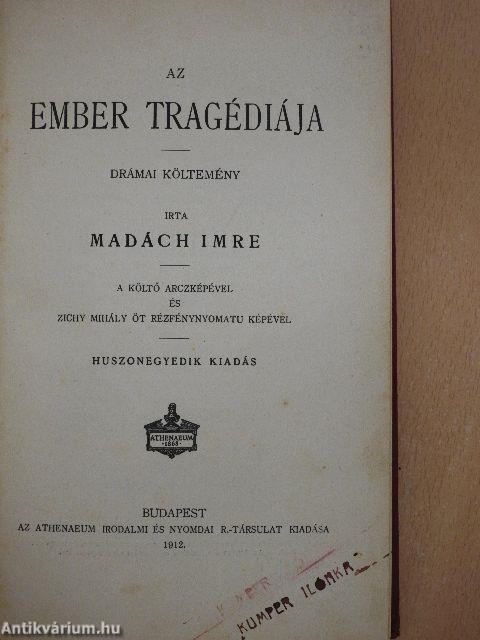 AZ
EMBER TRAGÉDIÁJA
DRÁMAI KÖLTEMÉNY
IRTA
MADÁCH IMRE
A KÖLTŐ ARCZKÉPÉVEL
ÉS
ZICHY MIHÁLY ÖT RÉZFÉNYNYOMATU KÉPÉVEL
HUSZONEGYEDIK KIADÁS
ATHENAEUM
1868
BUDAPEST
AZ ATHENAEUM IRODALMI ÉS NYOMDAI R.-TÁRSULAT KIADÁSA
1912.
KUMPER ILONKA
Antikvárium.hu